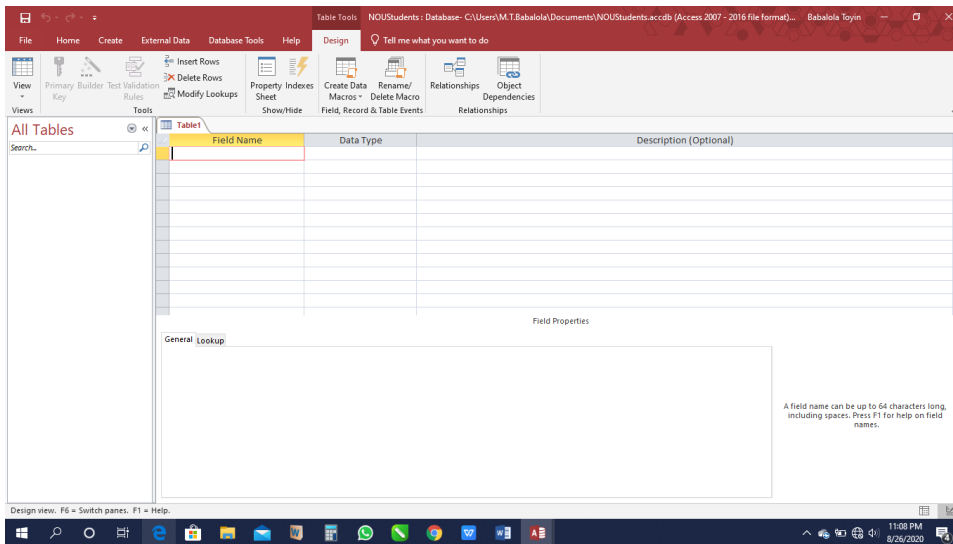 Table Tools NOUStudents : Database- C:\Users\M.T.Babalola\Documents\NOUStudents.accdb (Access 2007 - 2016 file format)... Babalola Toyin
File Home Create External Data Database Tools Help Design Tell me what you want to do
View
Primary Key
Builder
Test Validation Rules
Insert Rows
Delete Rows
Modify Lookups
Property Sheet
Indexes
Create Data Macros
Rename/ Delete Macro
Relationships
Object Dependencies
Views Tools Show/Hide Field, Record & Table Events Relationships
All Tables
Search..
Table1
Field Name Data Type Description (Optional)
Field Properties
General Lookup
A field name can be up to 64 characters long,
including spaces. Press F1 for help on field
names.
Design view. F6 = Switch panes. F1 = Help.
11:08 PM
8/26/2020